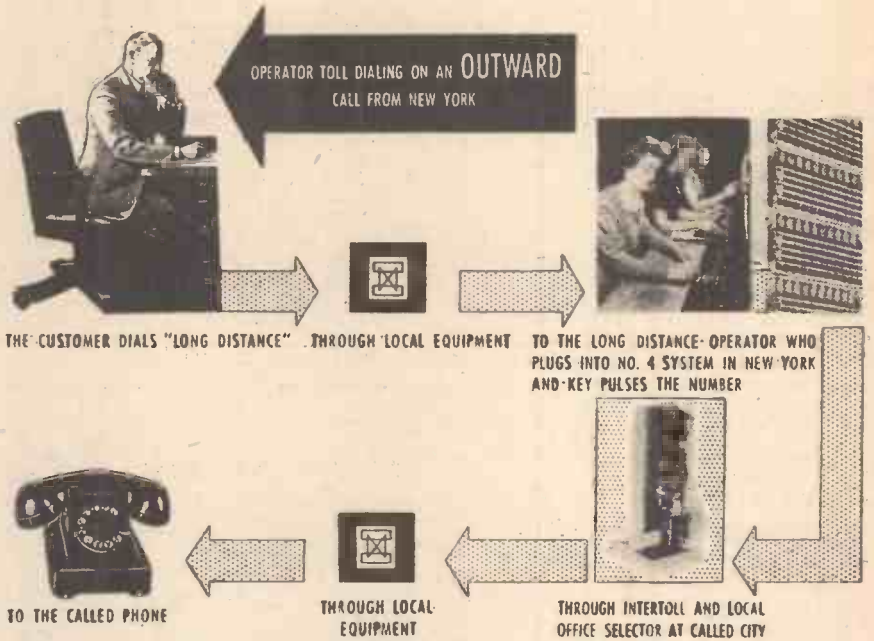 OPERATOR TOLL DIALING ON AN OUTWARD
CALL FROM NEW YORK
THE CUSTOMER DIALS "LONG DISTANCE"
THROUGH LOCAL EQUIPMENT
TO THE LONG DISTANCE OPERATOR WHO
PLUGS INTO NO. 4 SYSTEM IN NEW YORK
AND KEY PULSES THE NUMBER
TO THE CALLED PHONE
THROUGH LOCAL
EQUIPMENT
THROUGH INTERTOLL AND LOCAL
OFFICE SELECTOR AT CALLED CITY